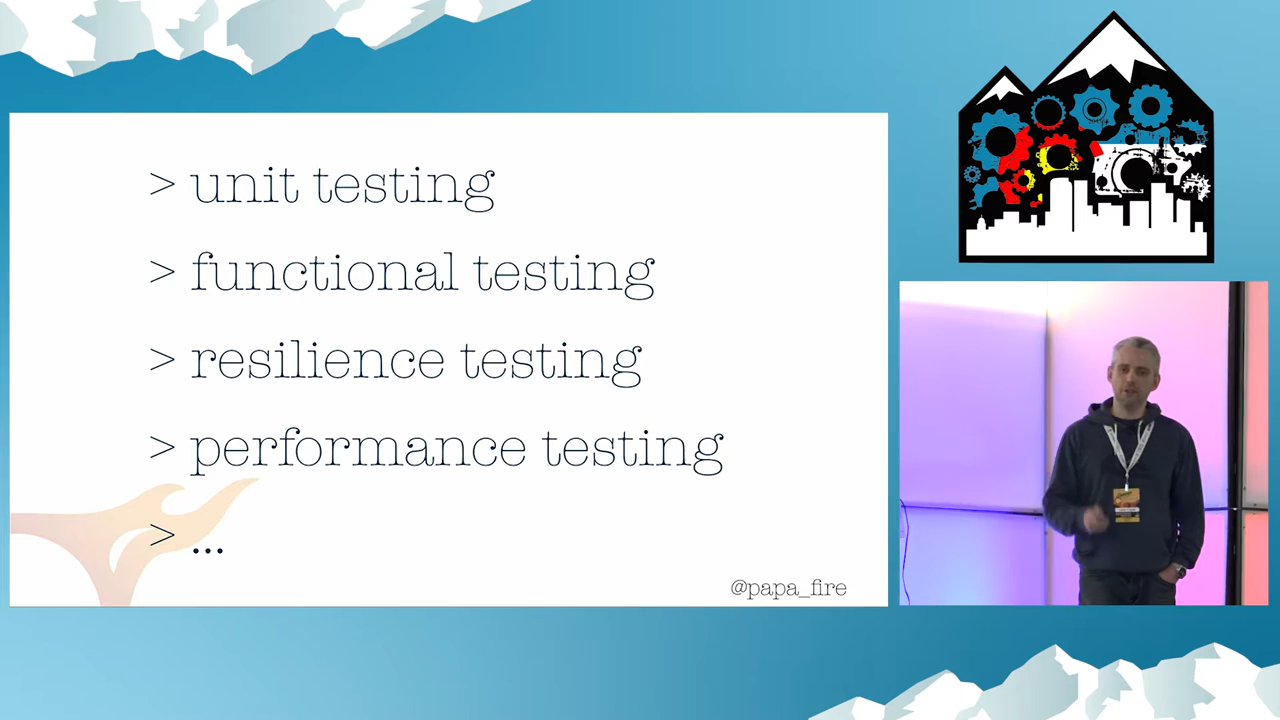 > unit testing
> functional testing
> resilience testing
> performance testing
> ...
@papa_fire